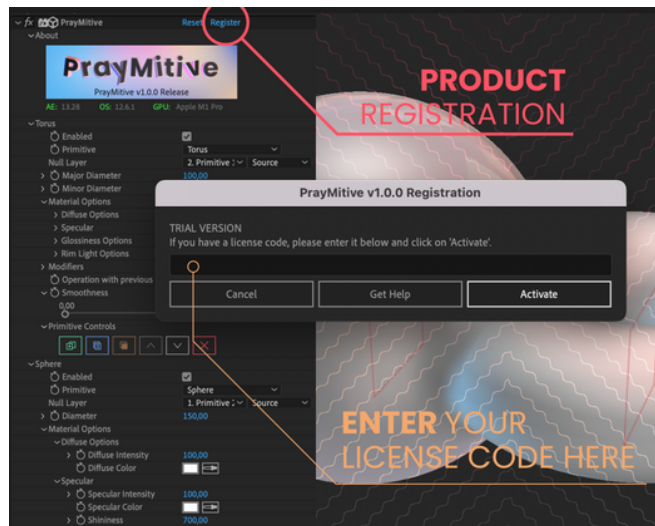 fx PrayMitive Reset Register
About
PrayMitive
PrayMitive v1.0.0 Release
AE: 13.28 OS: 12.6.1 GPU: Apple M1 Pro
Torus
Enabled
Primitive Torus
Null Layer 2. Primitive Source
Major Diameter 100,00
Minor Diameter
Material Options
Diffuse Options
Specular
Glossiness Options
Rim Light Options
Modifiers
Operation with previous
Smoothness
0,00
0
Primitive Controls
Sphere
Enabled
Primitive Sphere
Null Layer 1. Primitive Source
Diameter 150,00
Material Options
Diffuse Options
Diffuse Intensity 100,00
Diffuse Color
Specular
Specular Intensity 100,00
Specular Color
Shininess 700,00
PRODUCT
REGISTRATION
PrayMitive v1.0.0 Registration
TRIAL VERSION
If you have a license code, please enter it below and click on 'Activate'.
Cancel Get Help Activate
ENTER YOUR
LICENSE CODE HERE